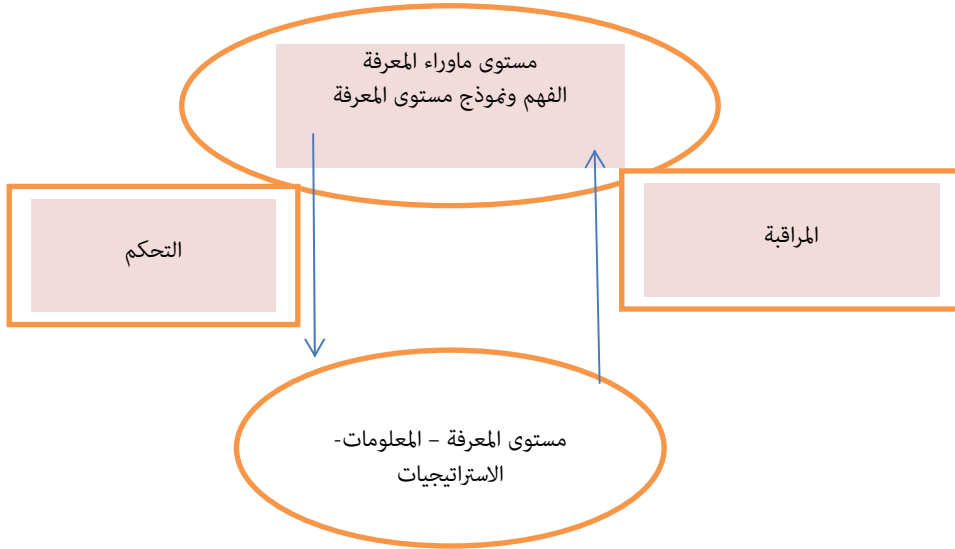 مستوى ماوراء المعرفة
الفهم ونموذج مستوى المعرفة
المراقبة
التحكم
مستوى المعرفة – المعلومات-
الاستراتيجيات